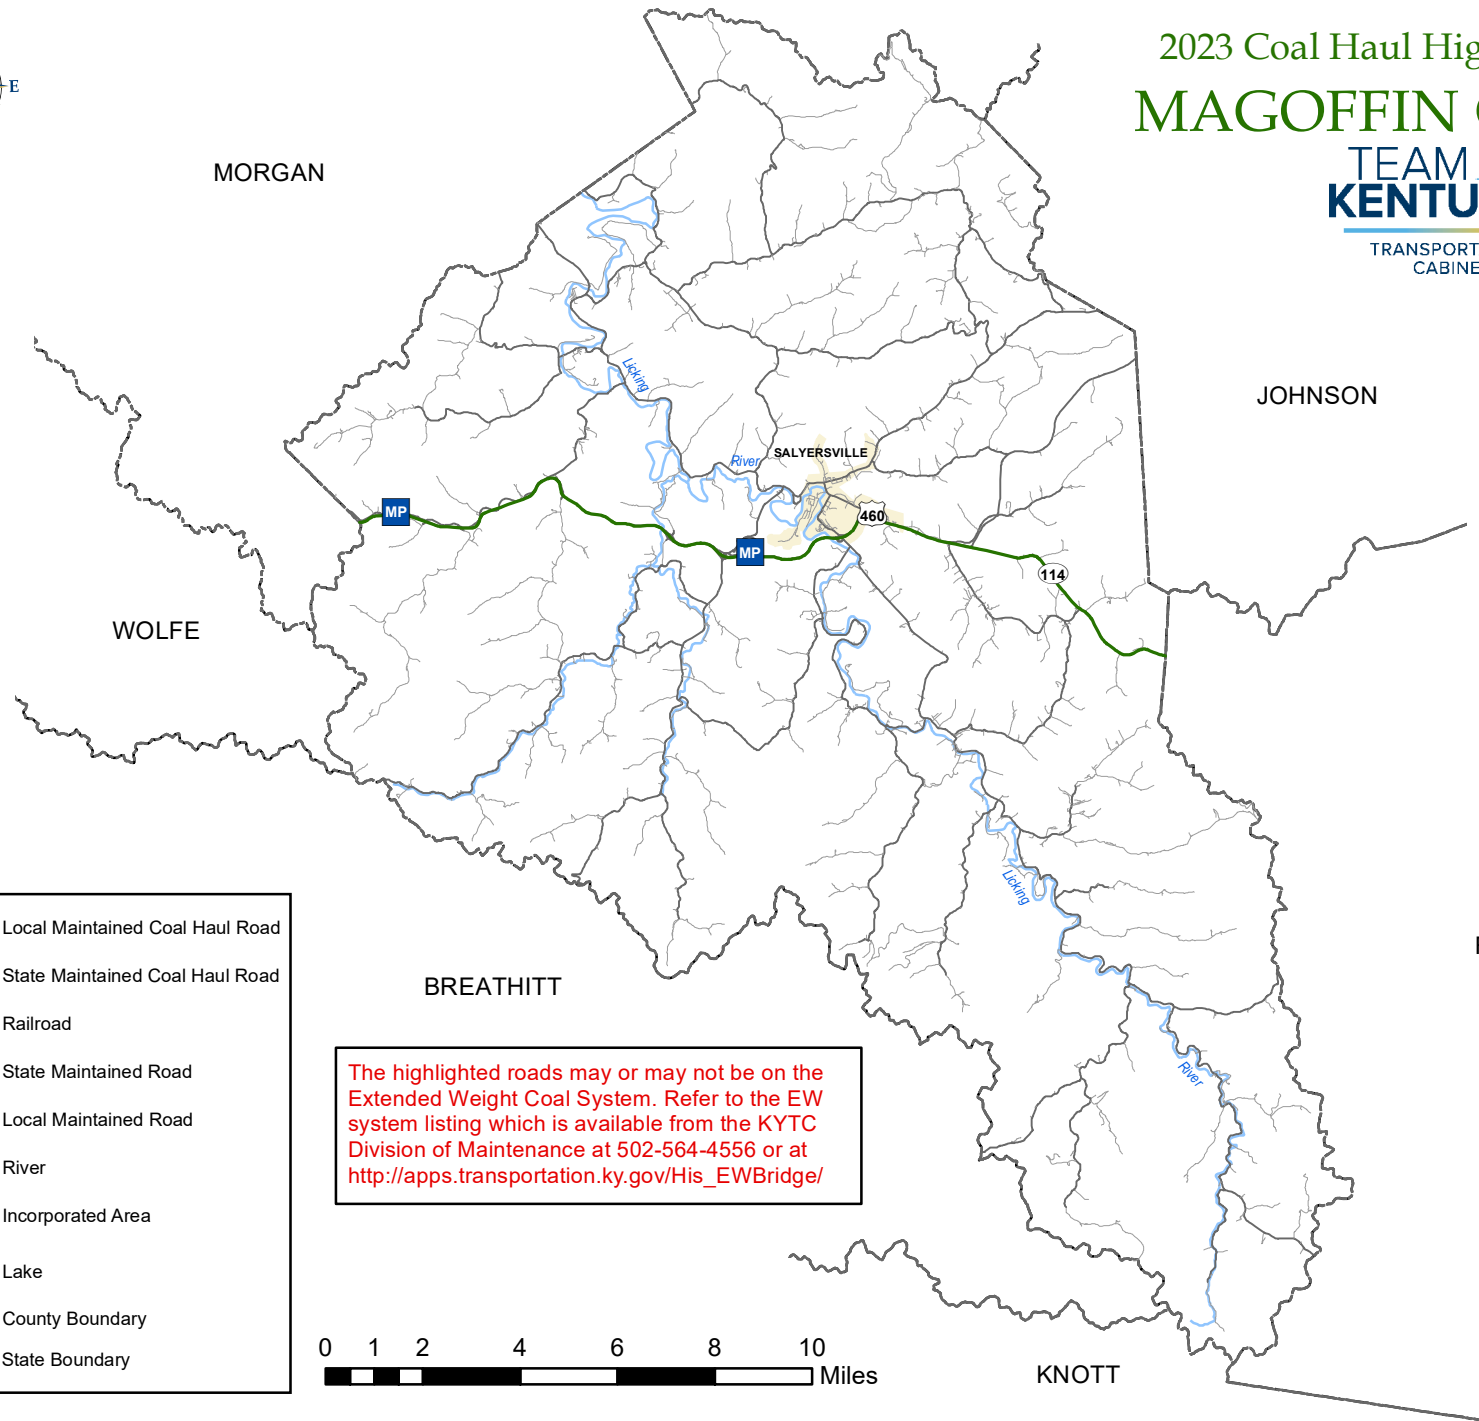 2023 Coal Haul Hig
MAGOFFIN
TEAM
KENTU
TRANSPORT
CABINE
E
MORGAN
JOHNSON
Licking
River
SALYERSVILLE
MP
460
MP
114
WOLFE
Licking
BREATHITT
River
KNOTT
Local Maintained Coal Haul Road
State Maintained Coal Haul Road
Railroad
State Maintained Road
Local Maintained Road
River
Incorporated Area
Lake
County Boundary
State Boundary
The highlighted roads may or may not be on the
Extended Weight Coal System. Refer to the EW
system listing which is available from the KYTC
Division of Maintenance at 502-564-4556 or at
http://apps.transportation.ky.gov/His_EWBridge/
0 1 2 4 6 8 10
Miles